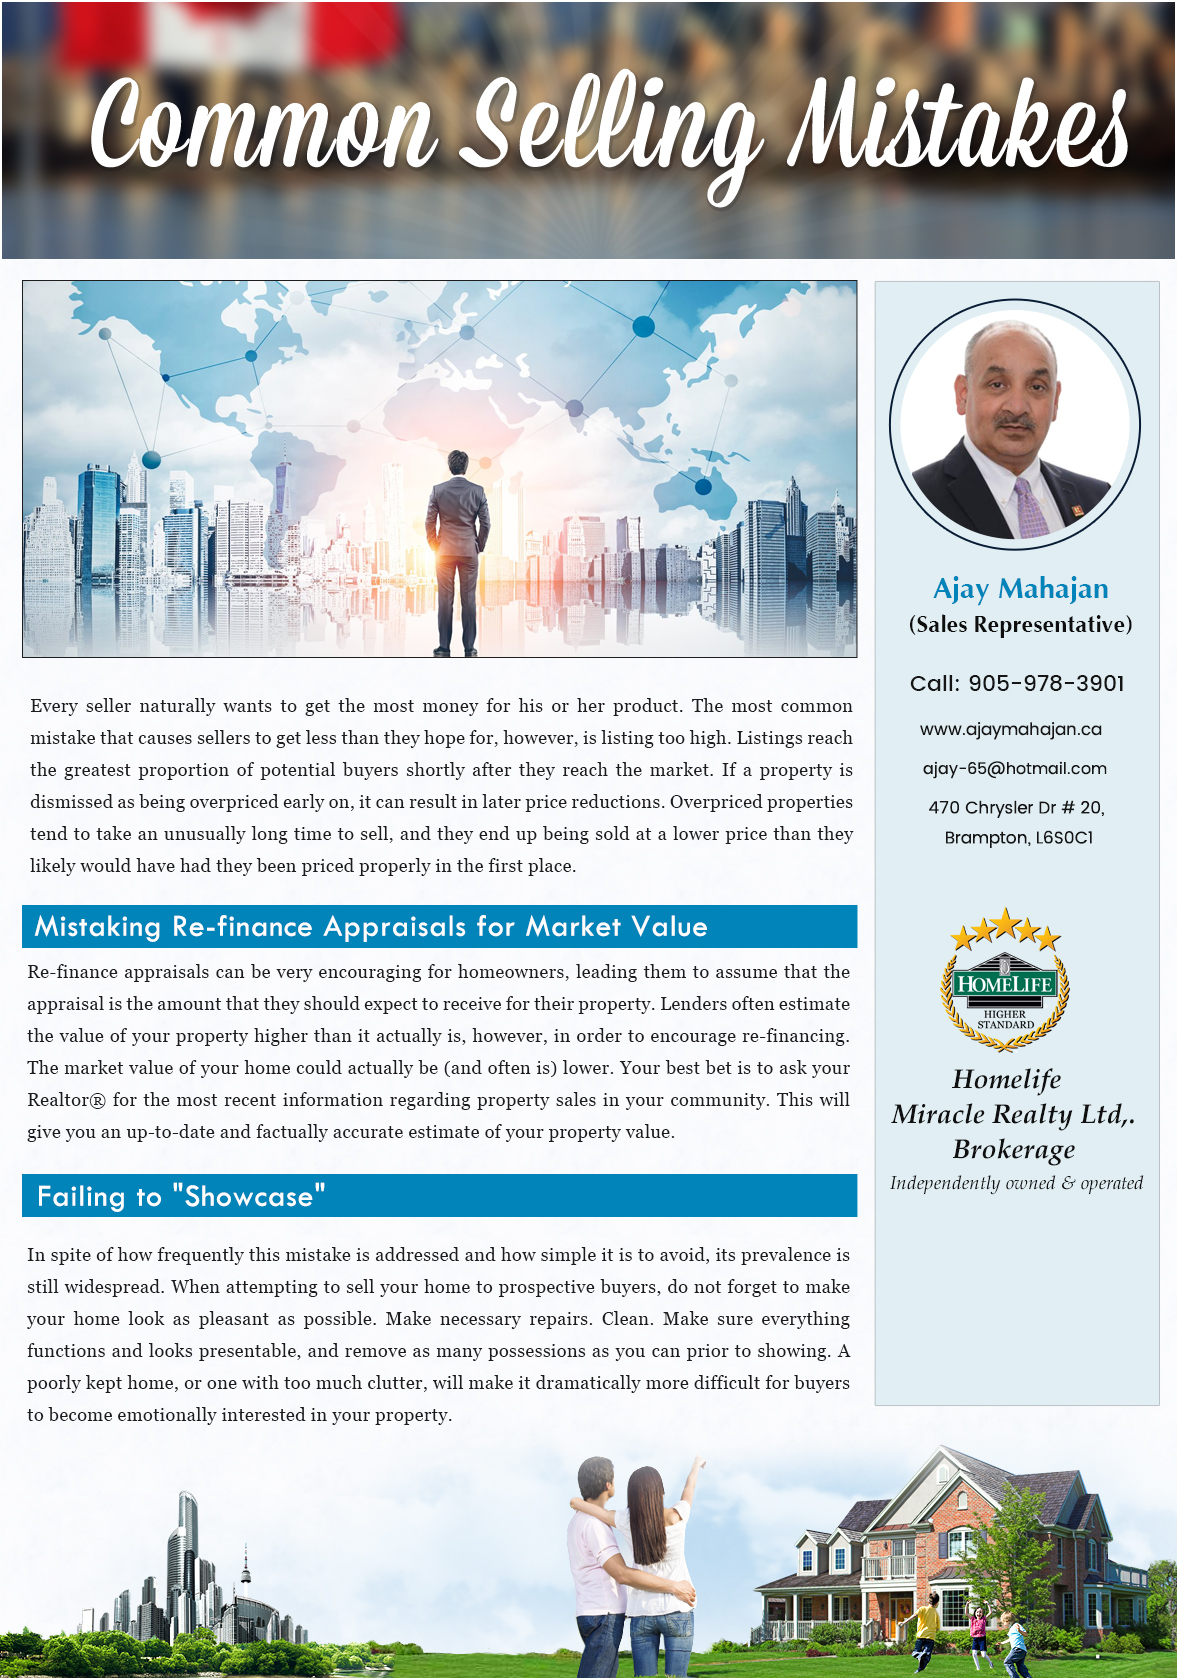 Common Selling Mistakes
Every seller naturally wants to get the most money for his or her product. The most common
mistake that causes sellers to get less than they hope for, however, is listing too high. Listings reach
the greatest proportion of potential buyers shortly after they reach the market. If a property is
dismissed as being overpriced early on, it can result in later price reductions. Overpriced properties
tend to take an unusually long time to sell, and they end up being sold at a lower price than they
likely would have had they been priced properly in the first place.
Mistaking Re-finance Appraisals for Market Value
Re-finance appraisals can be very encouraging for homeowners, leading them to assume that the
appraisal is the amount that they should expect to receive for their property. Lenders often estimate
the value of your property higher than it actually is, however, in order to encourage re-financing.
The market value of your home could actually be (and often is) lower. Your best bet is to ask your
Realtor® for the most recent information regarding property sales in your community. This will
give you an up-to-date and factually accurate estimate of your property value.
Failing to "Showcase"
In spite of how frequently this mistake is addressed and how simple it is to avoid, its prevalence is
still widespread. When attempting to sell your home to prospective buyers, do not forget to make
your home look as pleasant as possible. Make necessary repairs. Clean. Make sure everything
functions and looks presentable, and remove as many possessions as you can prior to showing. A
poorly kept home, or one with too much clutter, will make it dramatically more difficult for buyers
to become emotionally interested in your property.
Ajay Mahajan
(Sales Representative)
Call: 905-978-3901
www.ajaymahajan.ca
ajay-65@hotmail.com
470 Chrysler Dr # 20,
Brampton, L6S0C1
HOMELIFE
HIGHER
STANDARD
Homelife
Miracle Realty Ltd,.
Brokerage
Independently owned & operated